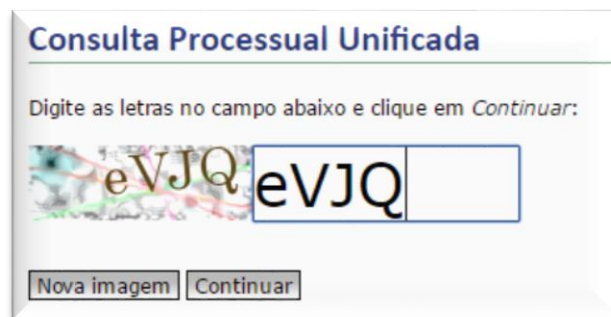 Consulta Processual Unificada
Digite as letras no campo abaixo e clique em Continuar:
eVJQ eVJQ
Nova imagem Continuar